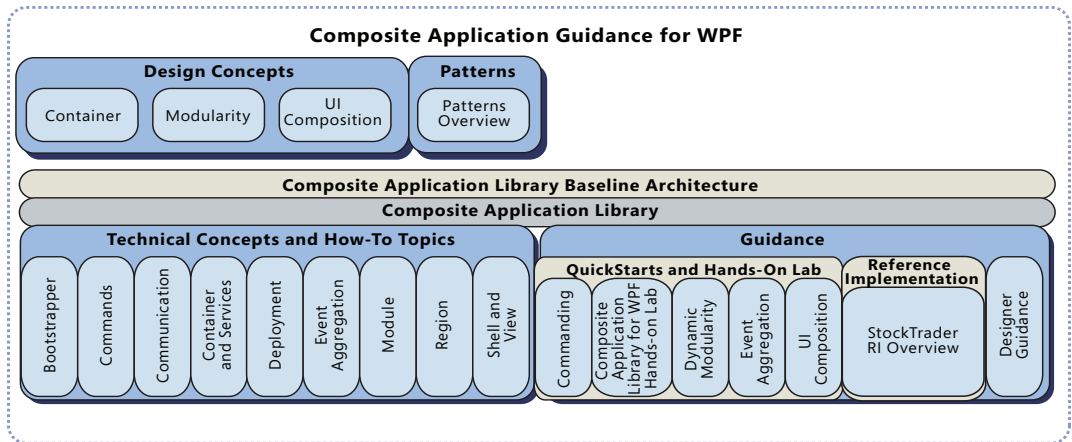 Composite Application Guidance for WPF
Design Concepts
Container
Modularity
UI
Composition
Patterns
Patterns
Overview
Composite Application Library Baseline Architecture
Composite Application Library
Technical Concepts and How-To Topics
Bootstrapper
Commands
Communication
Container
and Services
Deployment
Event
Aggregation
Module
Region
Shell and
View
Guidance
QuickStarts and Hands-On Lab
Commanding
Composite
Application
Library for WPF
Hands-on Lab
Dynamic
Modularity
Event
Aggregation
UI
Composition
Reference
Implementation
StockTrader
RI Overview
Designer
Guidance